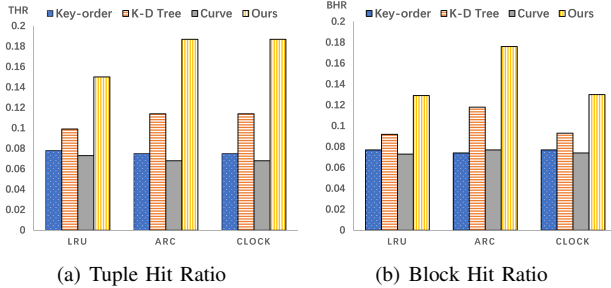 THR
Key-order K-D Tree Curve Ours
0.2
0.18
0.16
0.14
0.12
0.1
0.08
0.06
0.04
0.02
0
LRU ARC CLOCK
(a) Tuple Hit Ratio
BHR
Key-order K-D Tree Curve Ours
0.2
0.18
0.16
0.14
0.12
0.1
0.08
0.06
0.04
0.02
0
LRU ARC CLOCK
(b) Block Hit Ratio